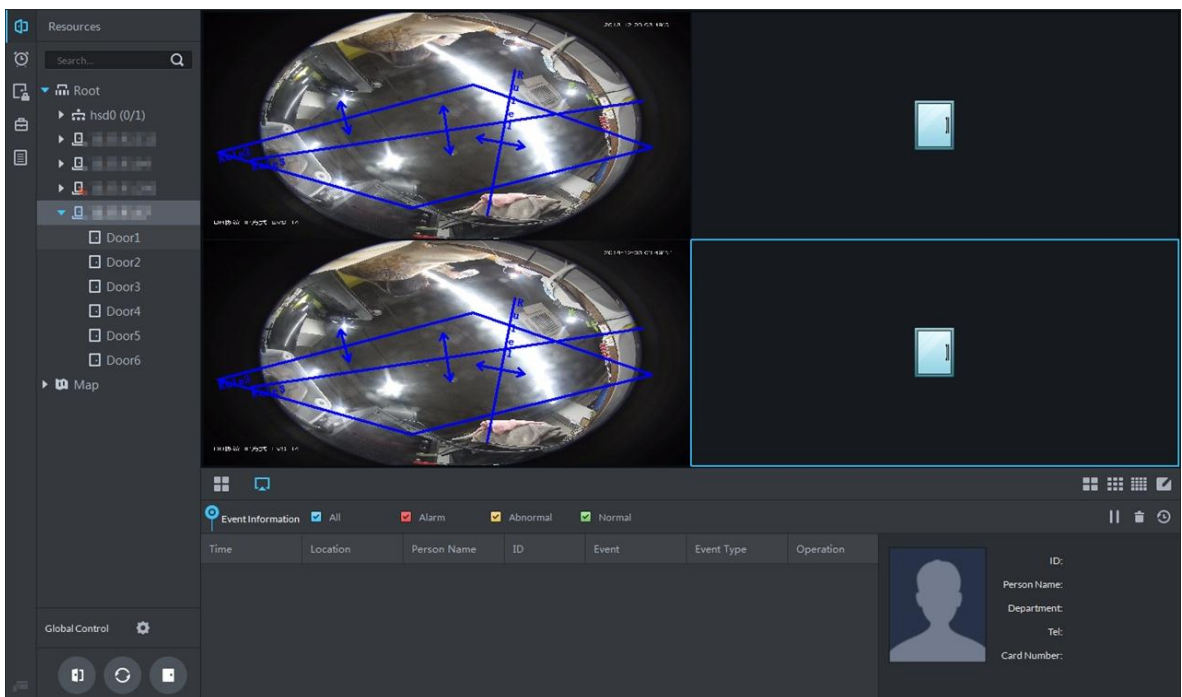 Resources
Search...
Root
hsd0 (0/1)
Door1
Door2
Door3
Door4
Door5
Door6
Map
Global Control
Event Information
All
Alarm
Abnormal
Normal
Time
Location
Person Name
ID
Event
Event Type
Operation
ID:
Person Name:
Department:
Tel:
Card Number: